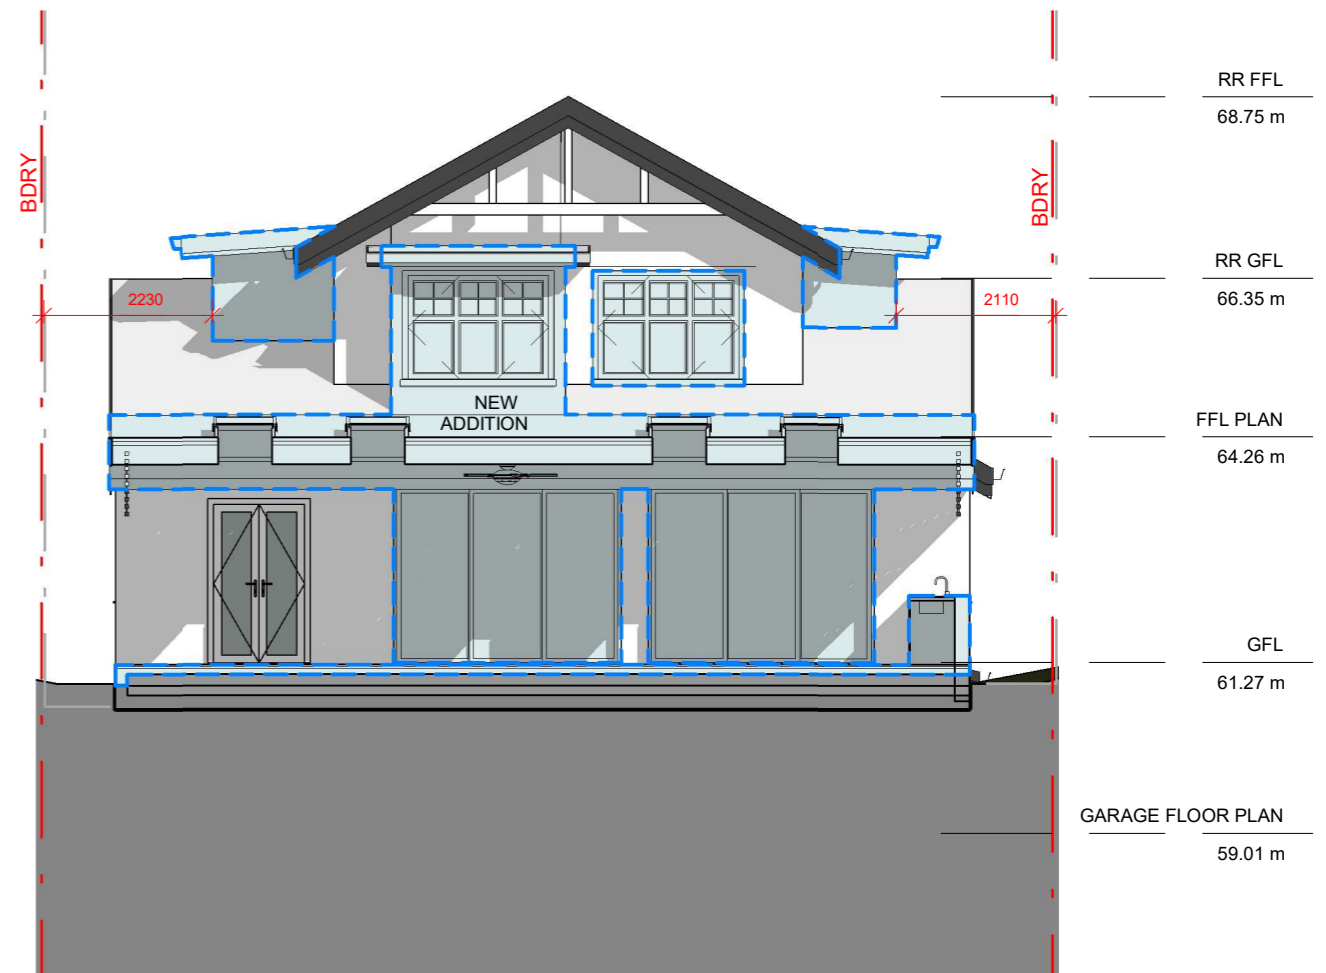 RR FFL
68.75 m
BDRY
BDRY
RR GFL
66.35 m
2230
2110
NEW
ADDITION
FFL PLAN
64.26 m
GFL
61.27 m
GARAGE FLOOR PLAN
59.01 m